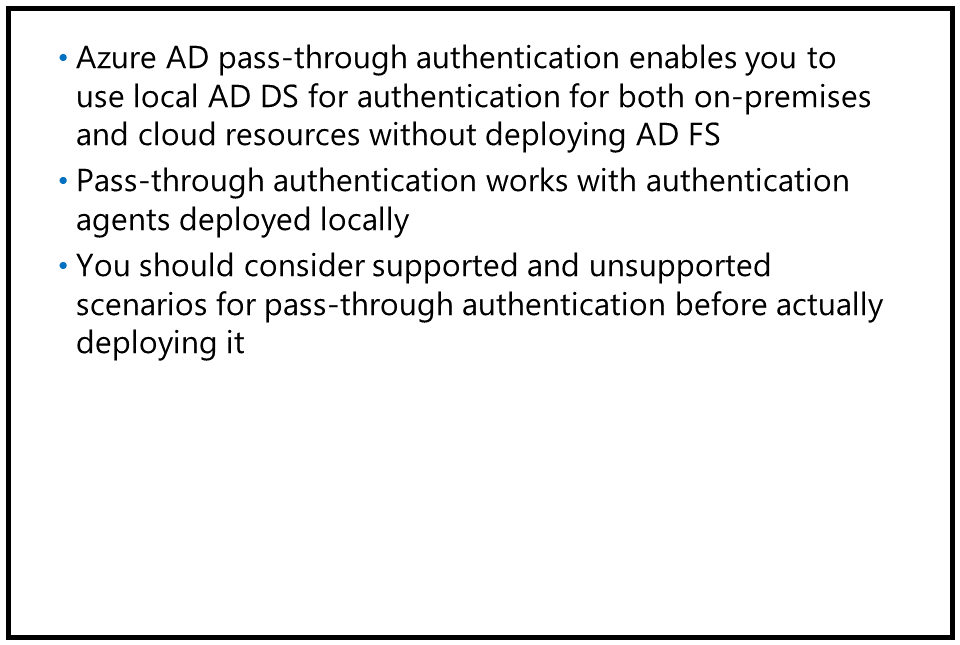 • Azure AD pass-through authentication enables you to
use local AD DS for authentication for both on-premises
and cloud resources without deploying AD FS
• Pass-through authentication works with authentication
agents deployed locally
• You should consider supported and unsupported
scenarios for pass-through authentication before actually
deploying it